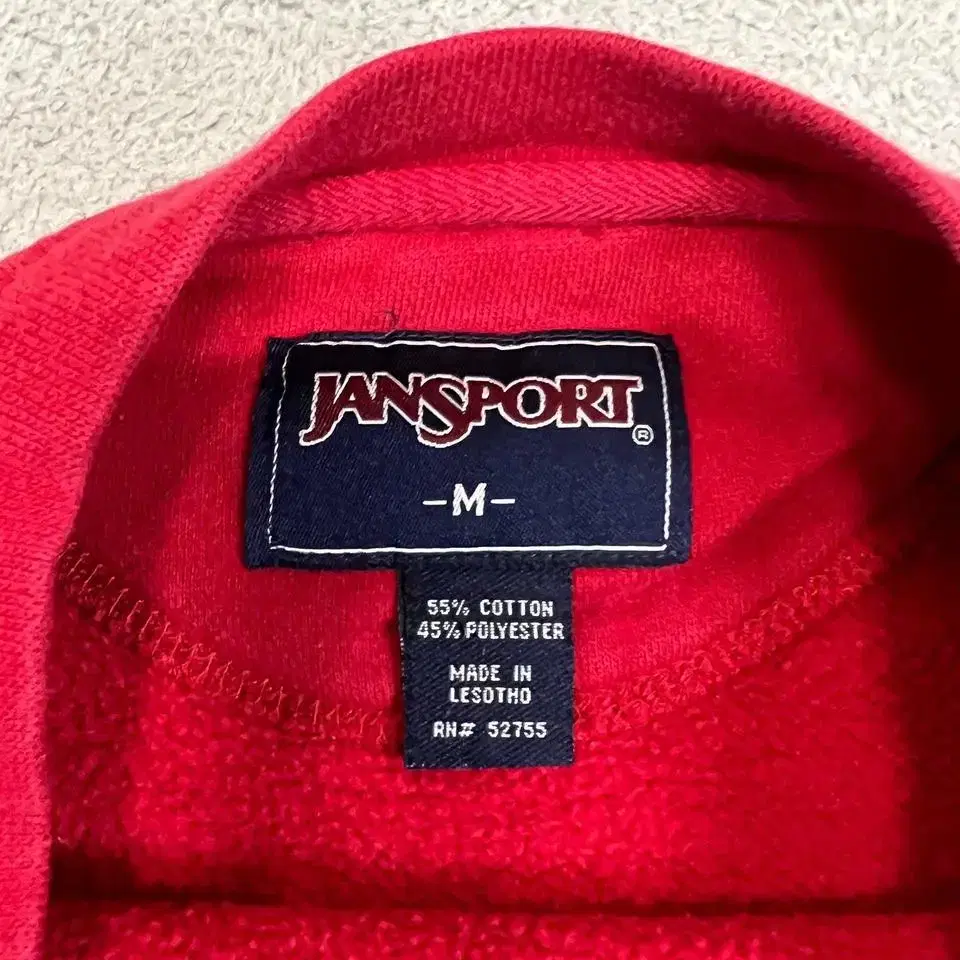 JANSPORT®
-M-
55% COTTON
45% POLYESTER
MADE IN
LESOTHO
RN# 52755